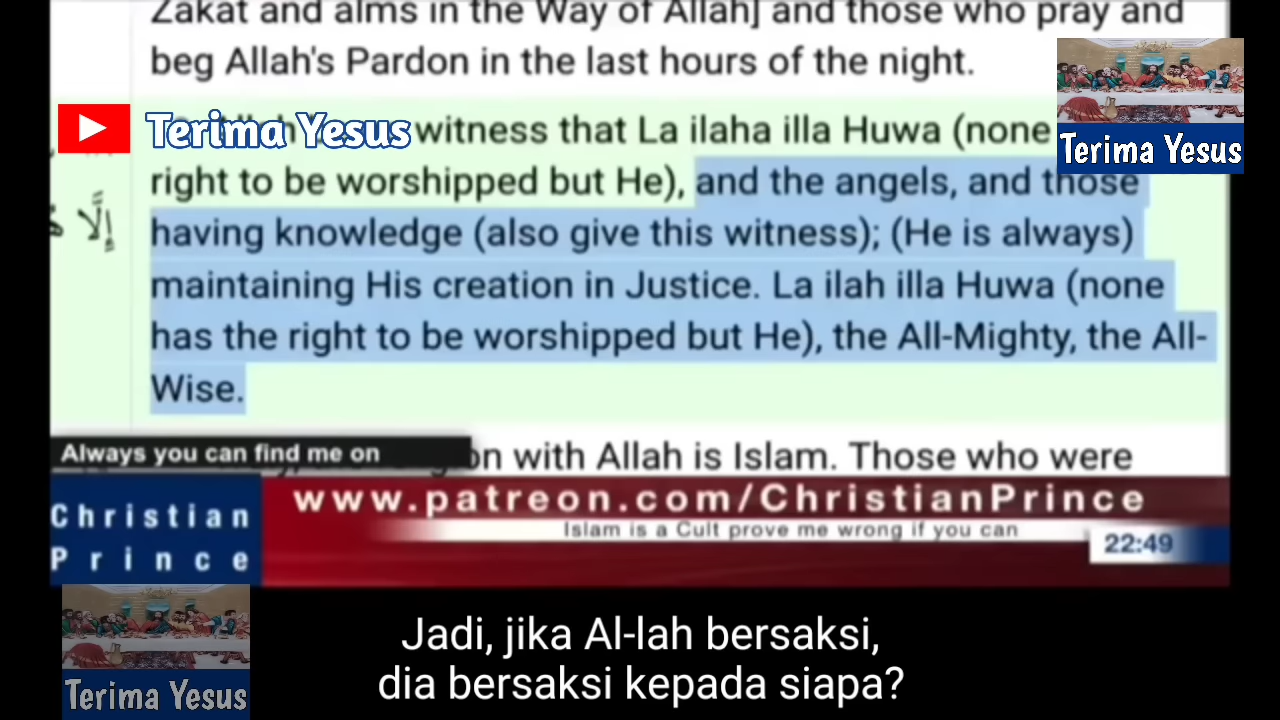 Zakat and alms in the Way of Allah] and those who pray and
beg Allah's Pardon in the last hours of the night.
Terima Yesus
witness that La ilaha illa Huwa (none
Terima Yesus
right to be worshipped but He), and the angels, and those
having knowledge (also give this witness); (He is always)
إِلَّا
maintaining His creation in Justice. La ilah illa Huwa (none
has the right to be worshipped but He), the All-Mighty, the All-
Wise.
Always you can find me on
with Allah is Islam. Those who were
www.patreon.com/ChristianPrince
Christian
Prince
Islam is a Cult prove me wrong if you can
22:49
Terima Yesus
Jadi, jika Al-lah bersaksi,
dia bersaksi kepada siapa?